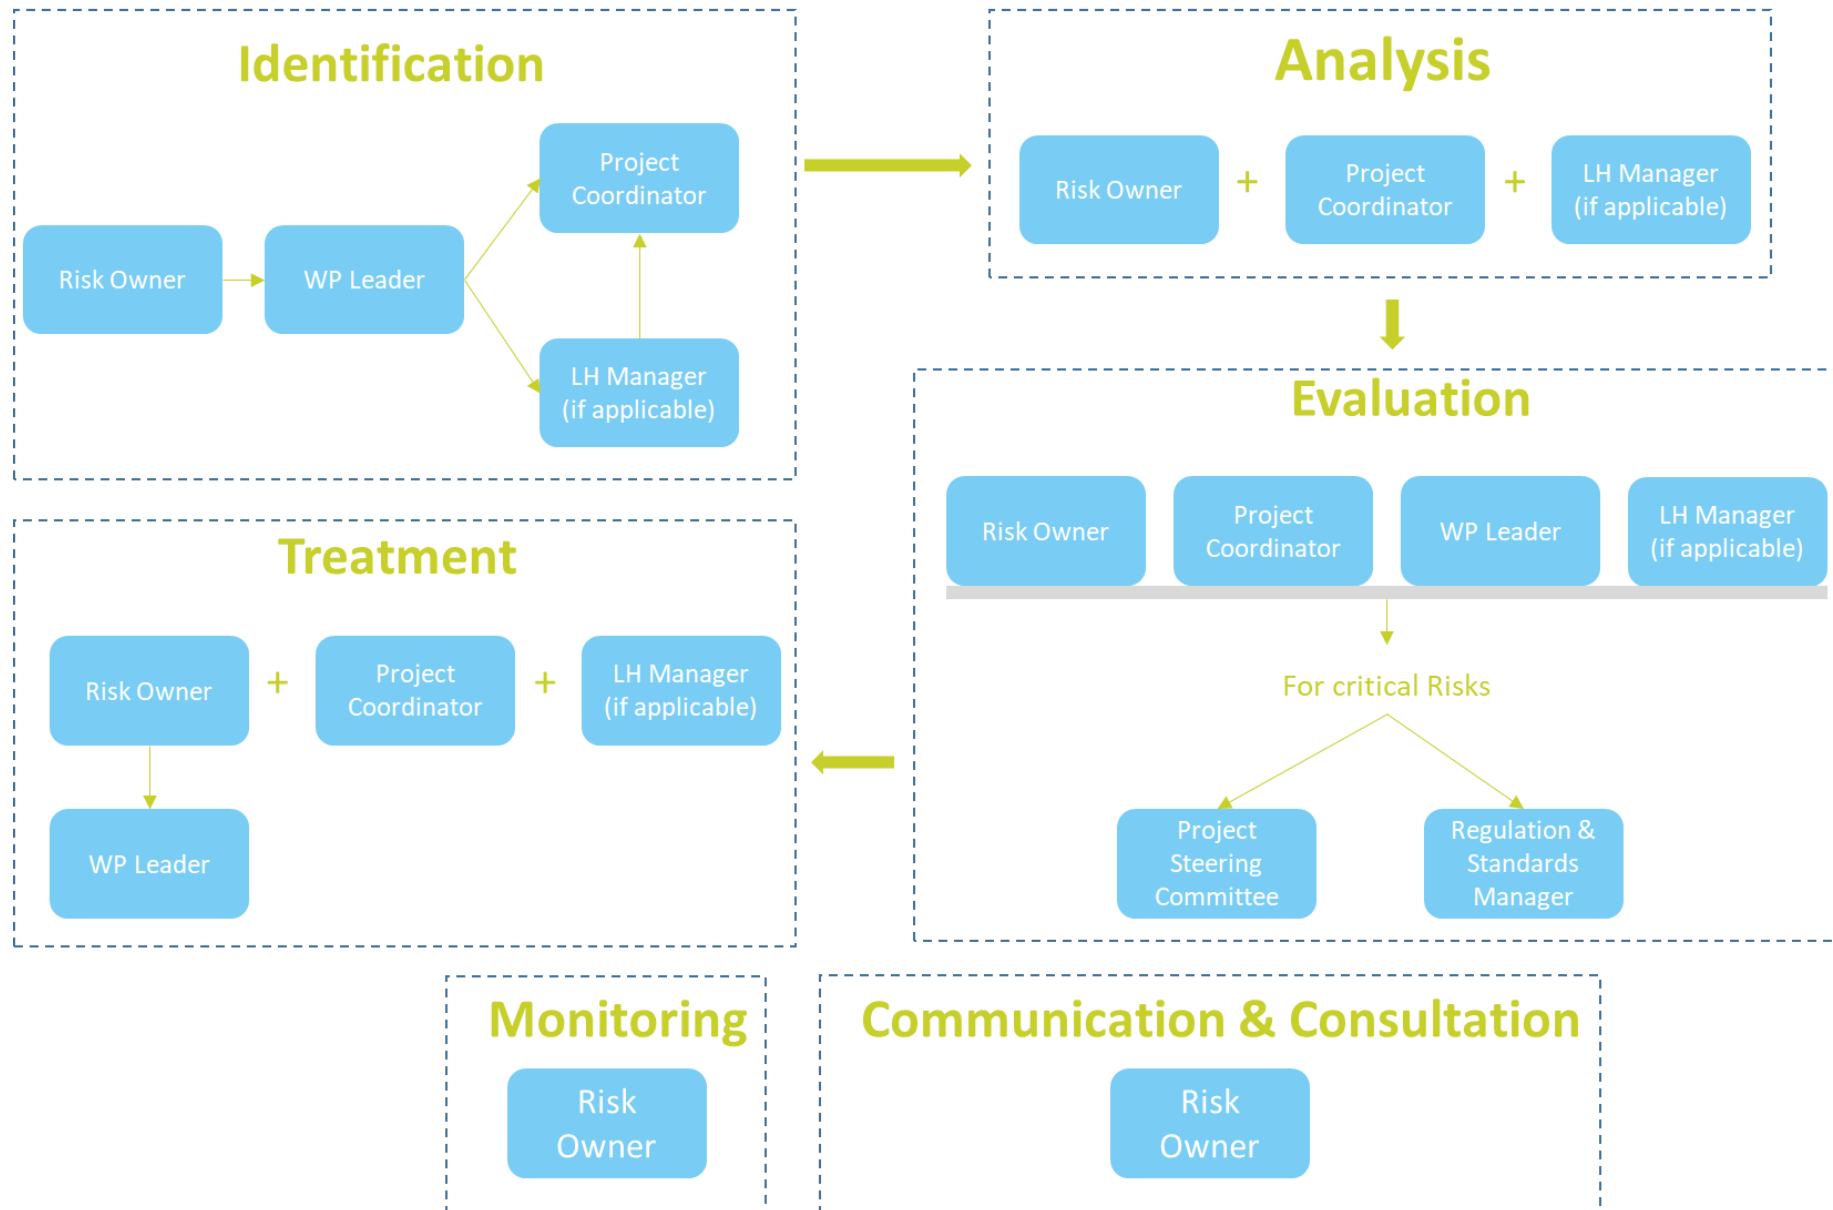 Identification
Project
Coordinator
Risk Owner
WP Leader
LH Manager
(if applicable)
Analysis
Risk Owner
+
Project
Coordinator
+
LH Manager
(if applicable)
Evaluation
Risk Owner
Project
Coordinator
WP Leader
LH Manager
(if applicable)
For critical Risks
Project
Steering
Committee
Regulation &
Standards
Manager
Treatment
Risk Owner
+
Project
Coordinator
+
LH Manager
(if applicable)
WP Leader
Monitoring
Risk
Owner
Communication & Consultation
Risk
Owner